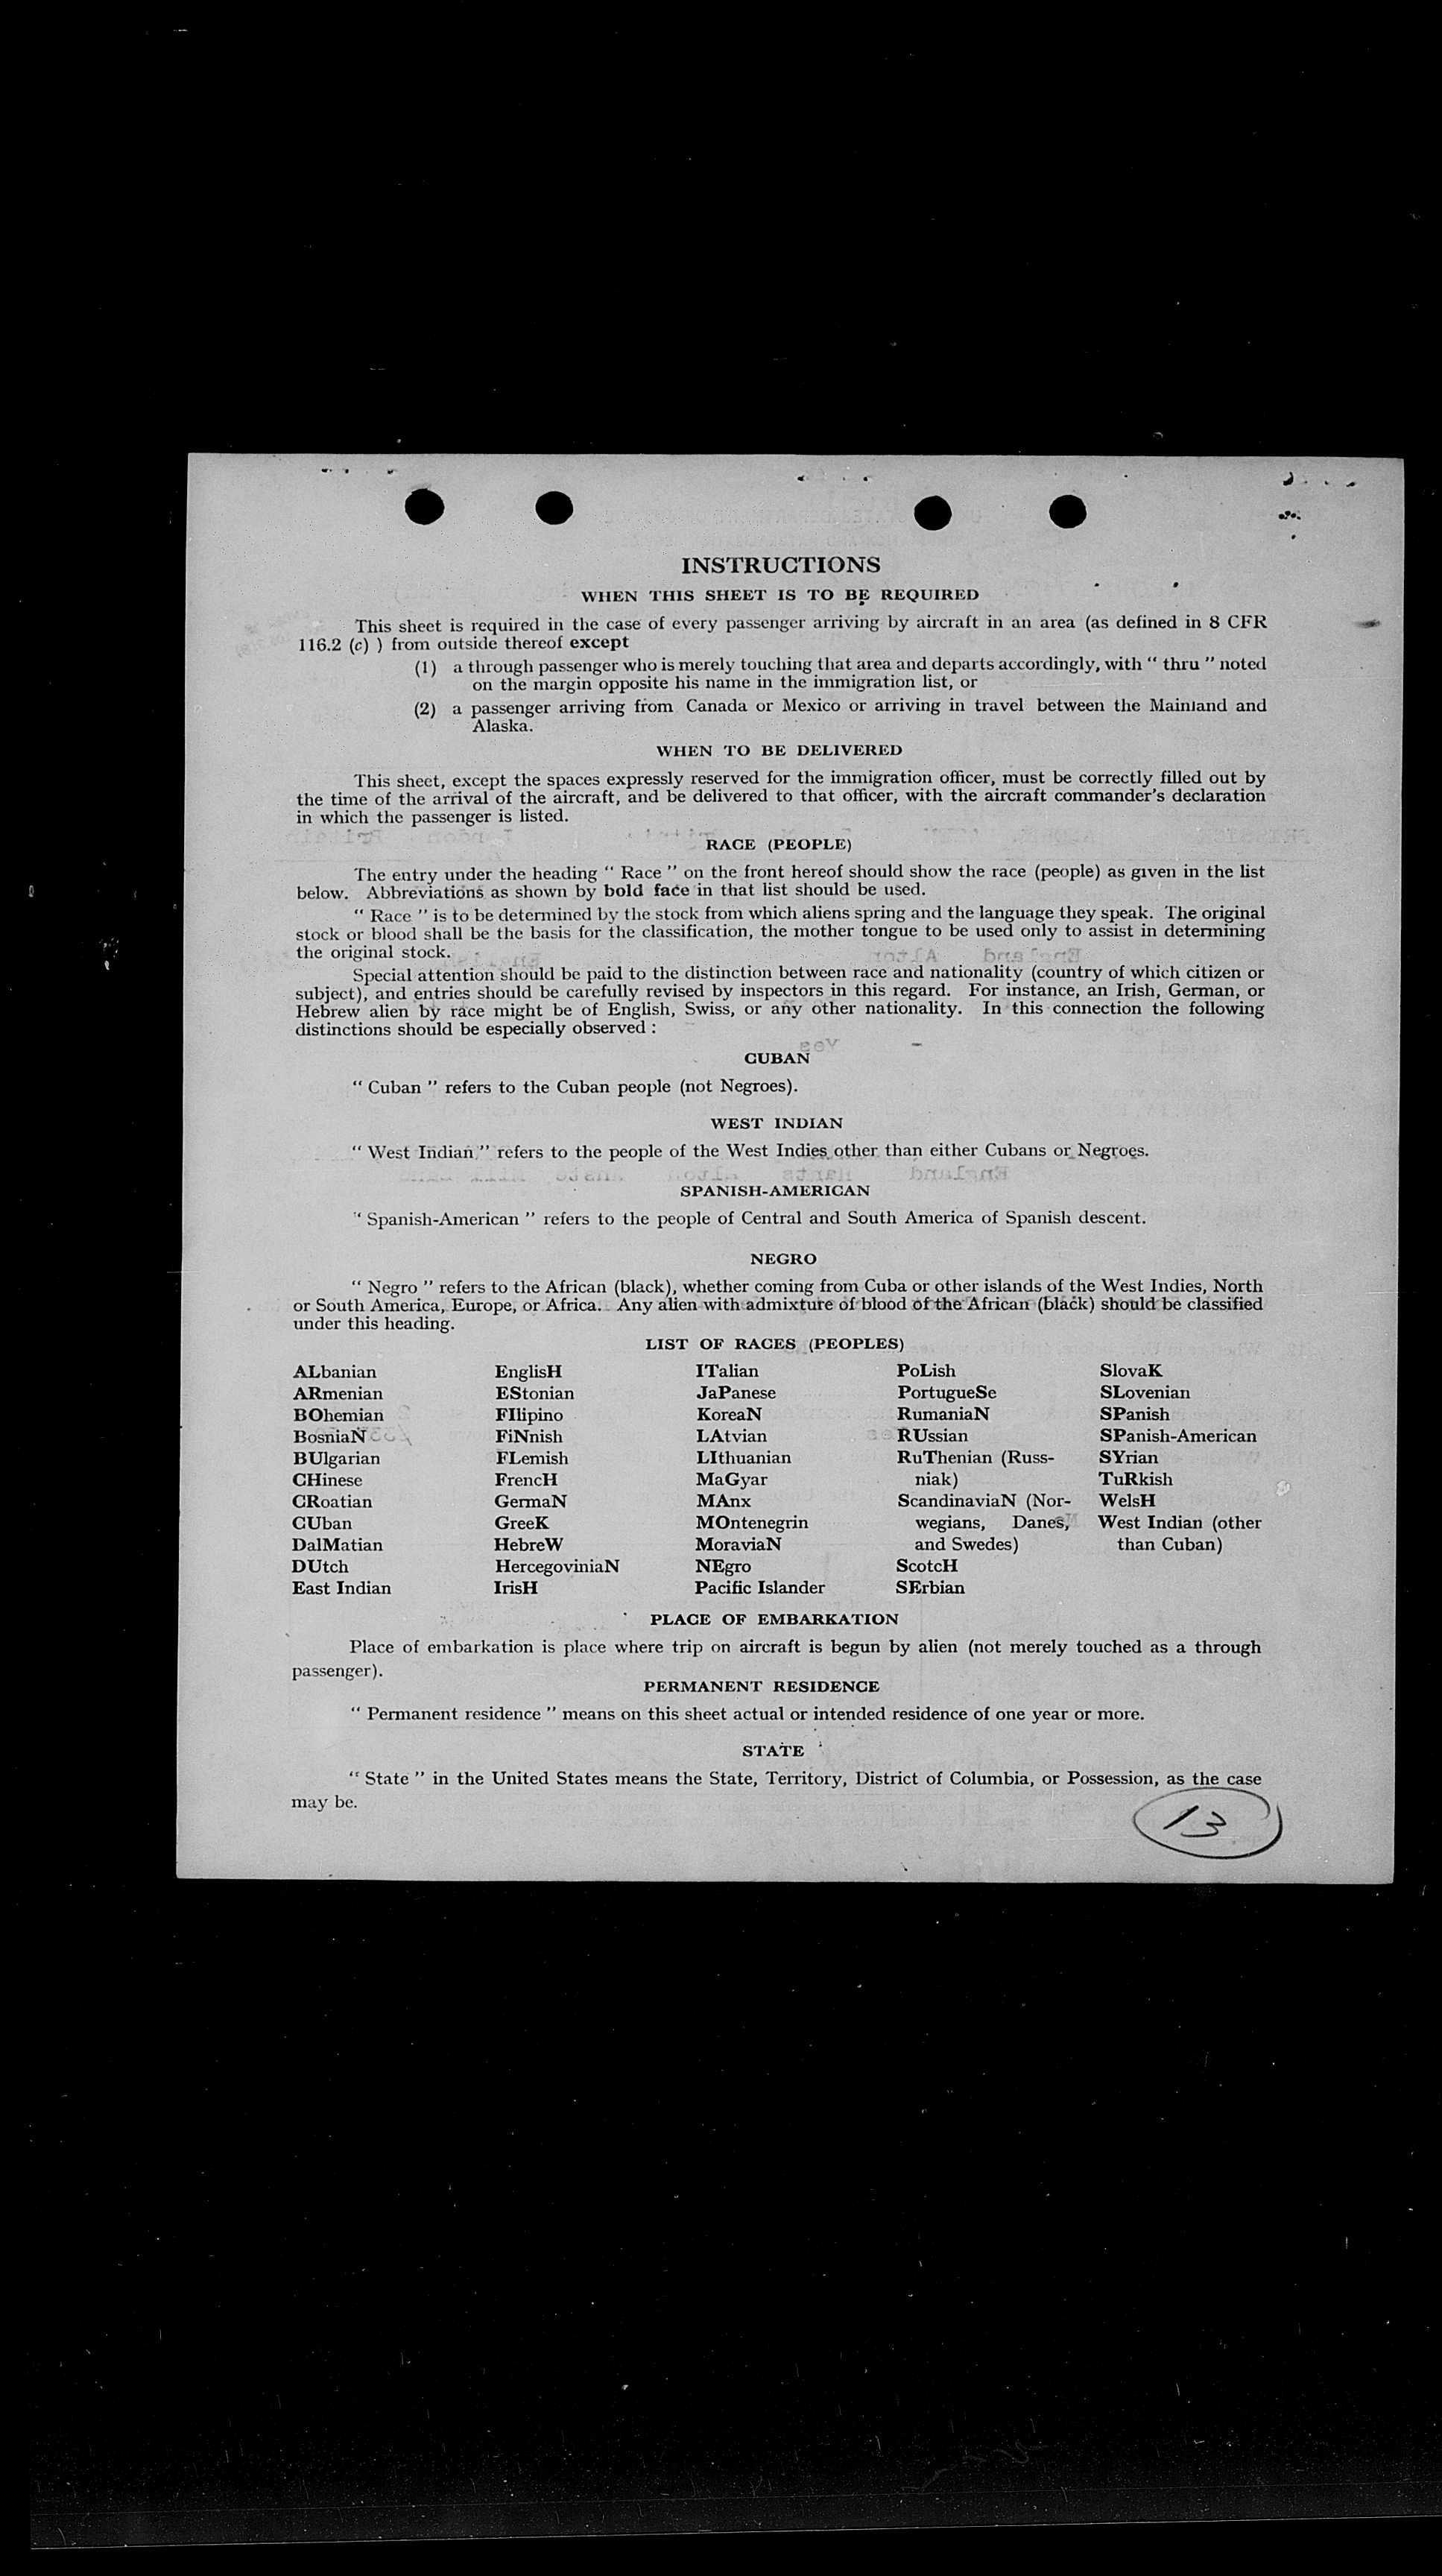 INSTRUCTIONS
WHEN THIS SHEET IS TO BE REQUIRED
This sheet is required in the case of every passenger arriving by aircraft in an area (as defined in 8 CFR
116.2 (c) ) from outside thereof except
(1) a through passenger who is merely touching that area and departs accordingly, with “ thru ” noted
on the margin opposite his name in the immigration list, or
(2) a passenger arriving from Canada or Mexico or arriving in travel between the Mainland and
Alaska.
WHEN TO BE DELIVERED
This sheet, except the spaces expressly reserved for the immigration officer, must be correctly filled out by
the time of the arrival of the aircraft, and be delivered to that officer, with the aircraft commander’s declaration
in which the passenger is listed.
RACE (PEOPLE)
The entry under the heading “ Race ” on the front hereof should show the race (people) as given in the list
below. Abbreviations as shown by bold face in that list should be used.
“ Race ” is to be determined by the stock from which aliens spring and the language they speak. The original
stock or blood shall be the basis for the classification, the mother tongue to be used only to assist in determining
the original stock.
Special attention should be paid to the distinction between race and nationality (country of which citizen or
subject), and entries should be carefully revised by inspectors in this regard. For instance, an Irish, German, or
Hebrew alien by race might be of English, Swiss, or any other nationality. In this connection the following
distinctions should be especially observed :
CUBAN
“ Cuban ” refers to the Cuban people (not Negroes).
WEST INDIAN
“ West Indian ” refers to the people of the West Indies other than either Cubans or Negroes.
SPANISH-AMERICAN
“ Spanish-American ” refers to the people of Central and South America of Spanish descent.
NEGRO
“ Negro ” refers to the African (black), whether coming from Cuba or other islands of the West Indies, North
or South America, Europe, or Africa. Any alien with admixture of blood of the African (black) should be classified
under this heading.
LIST OF RACES (PEOPLES)
ALbanian
ARmenian
BOhemian
BosniaN
BUlgarian
CHinese
CRoatian
CUban
DalMatian
DUtch
East Indian
EnglisH
EStonian
FIlipino
FiNnish
FLemish
FrencH
GermaN
GreeK
HebreW
HercegoviniaN
IrisH
ITalian
JaPanese
KoreaN
LAtvian
LIthuanian
MaGyar
MAnx
MOntenegrin
MoraviaN
NEgro
Pacific Islander
PoLish
PortugueSe
RumaniaN
RUssian
RuThenian (Russ-
niak)
ScandinaviaN (Nor-
wegians, Danes,
and Swedes)
ScotcH
SErbian
SlovaK
SLovenian
SPanish
SPanish-American
SYrian
TuRkish
WelsH
West Indian (other
than Cuban)
PLACE OF EMBARKATION
Place of embarkation is place where trip on aircraft is begun by alien (not merely touched as a through
passenger).
PERMANENT RESIDENCE
“ Permanent residence ” means on this sheet actual or intended residence of one year or more.
STATE
“ State ” in the United States means the State, Territory, District of Columbia, or Possession, as the case
may be.
13